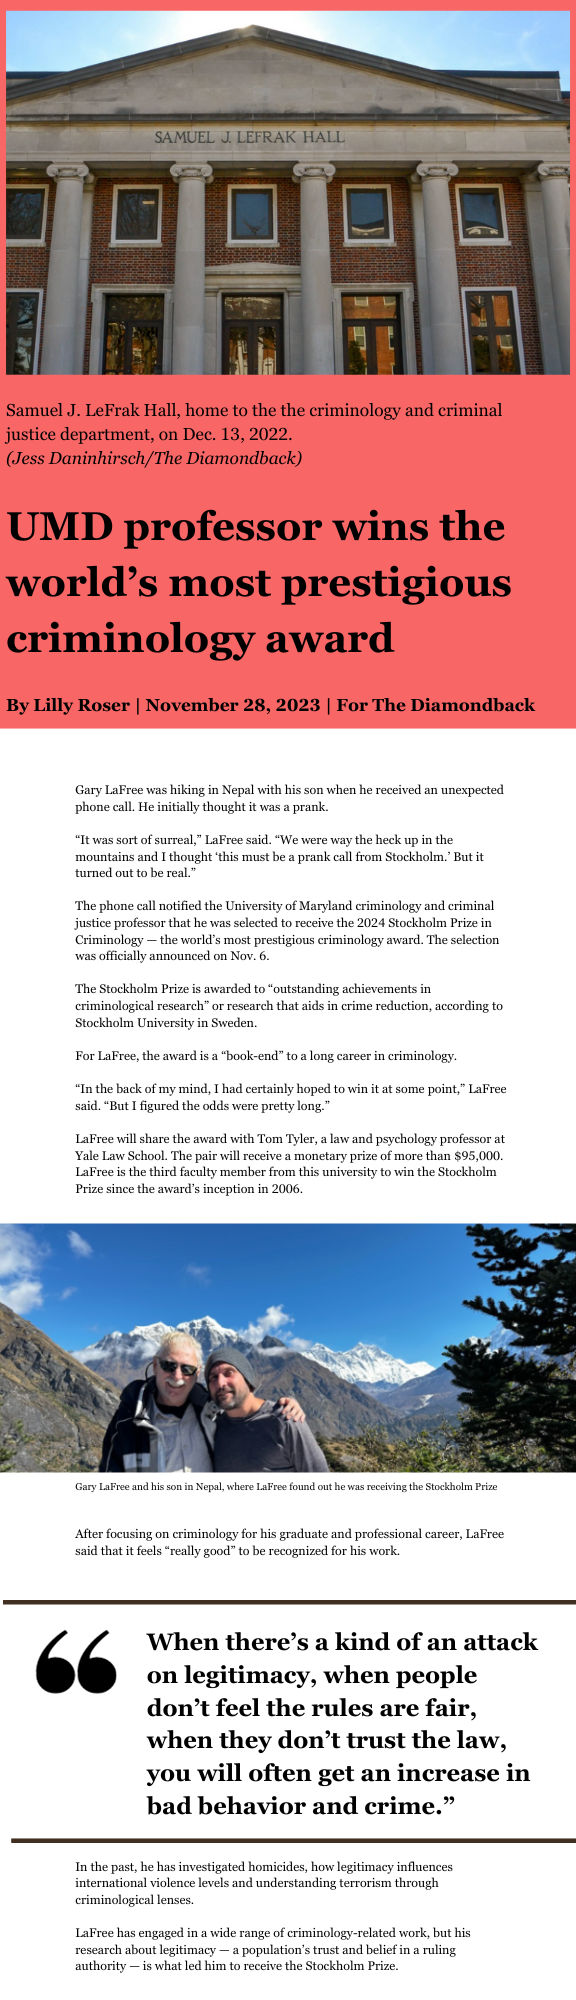 SAMUEL J. LEFRAK HALL
Samuel J. LeFrak Hall, home to the the criminology and criminal
justice department, on Dec. 13, 2022.
(Jess Daninhirsch/The Diamondback)
UMD professor wins the
world’s most prestigious
criminology award
By Lilly Roser | November 28, 2023 | For The Diamondback
Gary LaFree was hiking in Nepal with his son when he received an unexpected
phone call. He initially thought it was a prank.
“It was sort of surreal,” LaFree said. “We were way the heck up in the
mountains and I thought ‘this must be a prank call from Stockholm.’ But it
turned out to be real.”
The phone call notified the University of Maryland criminology and criminal
justice professor that he was selected to receive the 2024 Stockholm Prize in
Criminology — the world’s most prestigious criminology award. The selection
was officially announced on Nov. 6.
The Stockholm Prize is awarded to “outstanding achievements in
criminological research” or research that aids in crime reduction, according to
Stockholm University in Sweden.
For LaFree, the award is a “book-end” to a long career in criminology.
“In the back of my mind, I had certainly hoped to win it at some point,” LaFree
said. “But I figured the odds were pretty long.”
LaFree will share the award with Tom Tyler, a law and psychology professor at
Yale Law School. The pair will receive a monetary prize of more than $95,000.
LaFree is the third faculty member from this university to win the Stockholm
Prize since the award’s inception in 2006.
Gary LaFree and his son in Nepal, where LaFree found out he was receiving the Stockholm Prize
After focusing on criminology for his graduate and professional career, LaFree
said that it feels “really good” to be recognized for his work.
“ When there’s a kind of an attack
on legitimacy, when people
don’t feel the rules are fair,
when they don’t trust the law,
you will often get an increase in
bad behavior and crime.”
In the past, he has investigated homicides, how legitimacy influences
international violence levels and understanding terrorism through
criminological lenses.
LaFree has engaged in a wide range of criminology-related work, but his
research about legitimacy — a population’s trust and belief in a ruling
authority — is what led him to receive the Stockholm Prize.